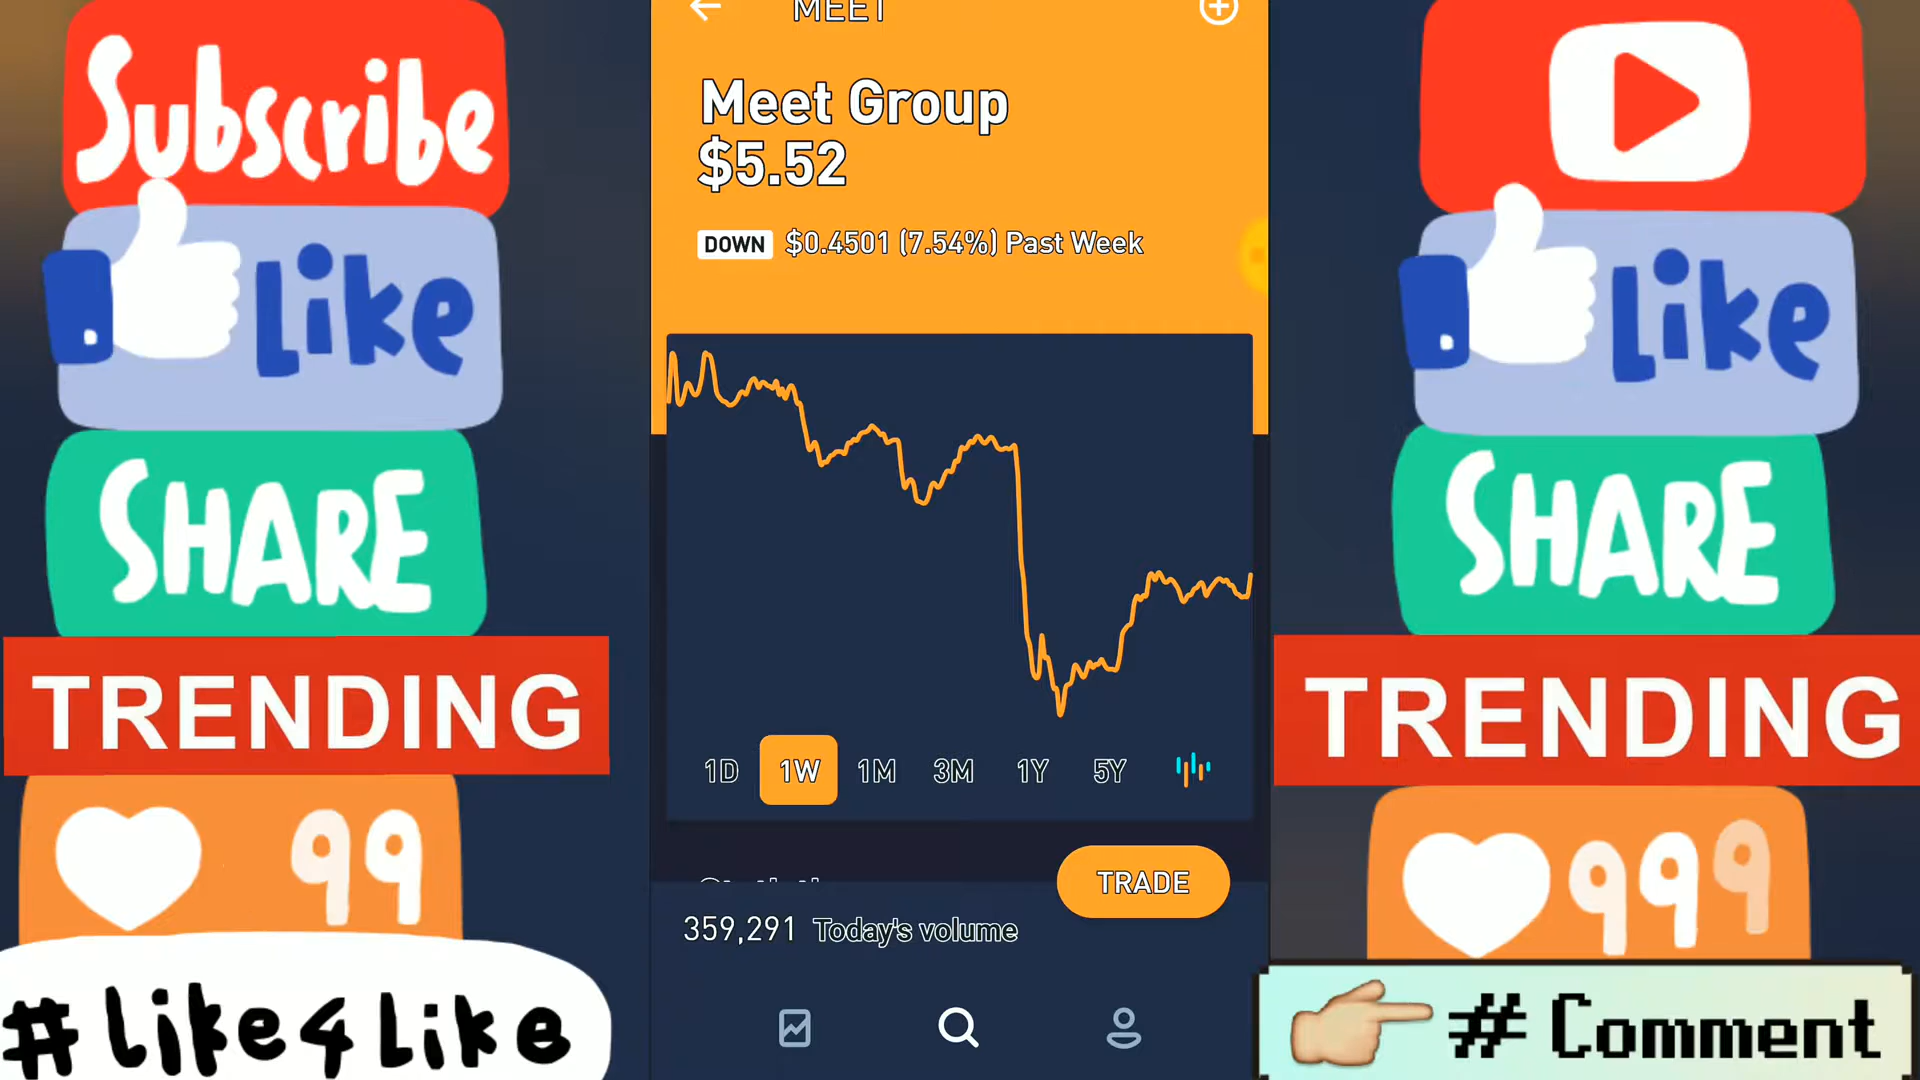 Subscribe
Like
SHARE
TRENDING
99
#like4like
MEET
Meet Group
$5.52
DOWN $0.4501 (7.54%) Past Week
1D 1W 1M 3M 1Y 5Y
TRADE
359,291 Today's volume
Like
SHARE
TRENDING
999
# Comment